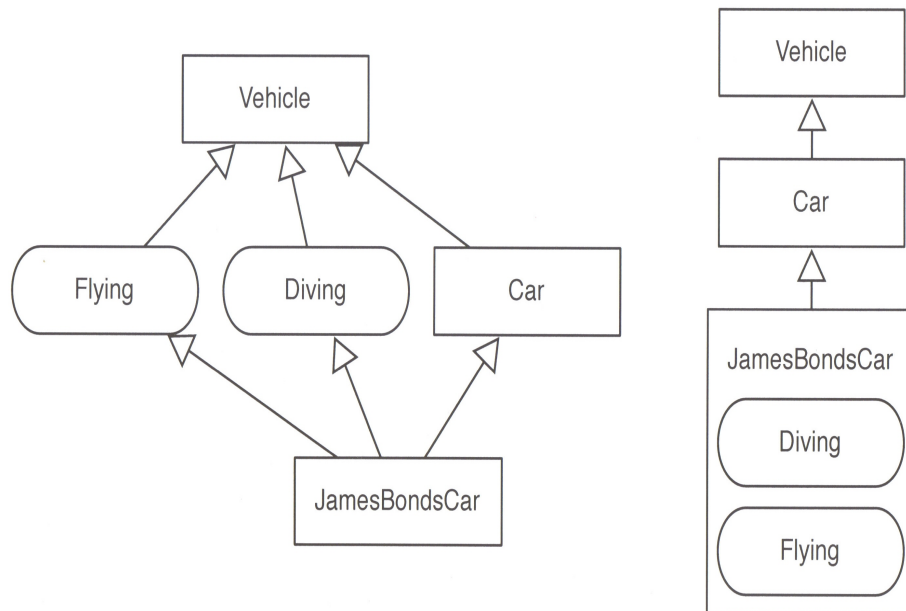 Vehicle
Flying
Diving
Car
JamesBondsCar
Vehicle
Car
JamesBondsCar
Diving
Flying